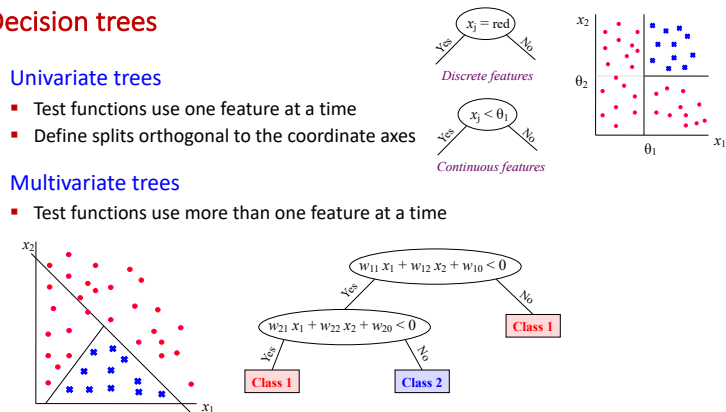 Decision trees
Univariate trees
▪ Test functions use one feature at a time
▪ Define splits orthogonal to the coordinate axes
xj = red
Yes
No
Discrete features
xj < θ1
Yes
No
Continuous features
x2
θ2
θ1
x1
Multivariate trees
▪ Test functions use more than one feature at a time
x2
x1
w11 x1 + w12 x2 + w10 < 0
Yes
No
w21 x1 + w22 x2 + w20 < 0
Class 1
Yes
No
Class 1
Class 2